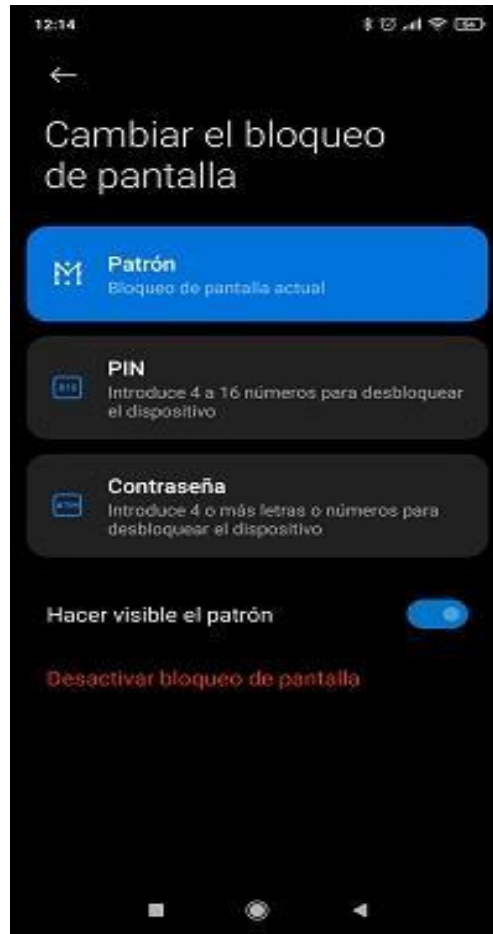 12:14
Cambiar el bloqueo
de pantalla
Patrón
Bloqueo de pantalla actual
PIN
Introduce 4 a 16 números para desbloquear
el dispositivo
Contraseña
Introduce 4 o más letras o números para
desbloquear el dispositivo
Hacer visible el patrón
Desactivar bloqueo de pantalla